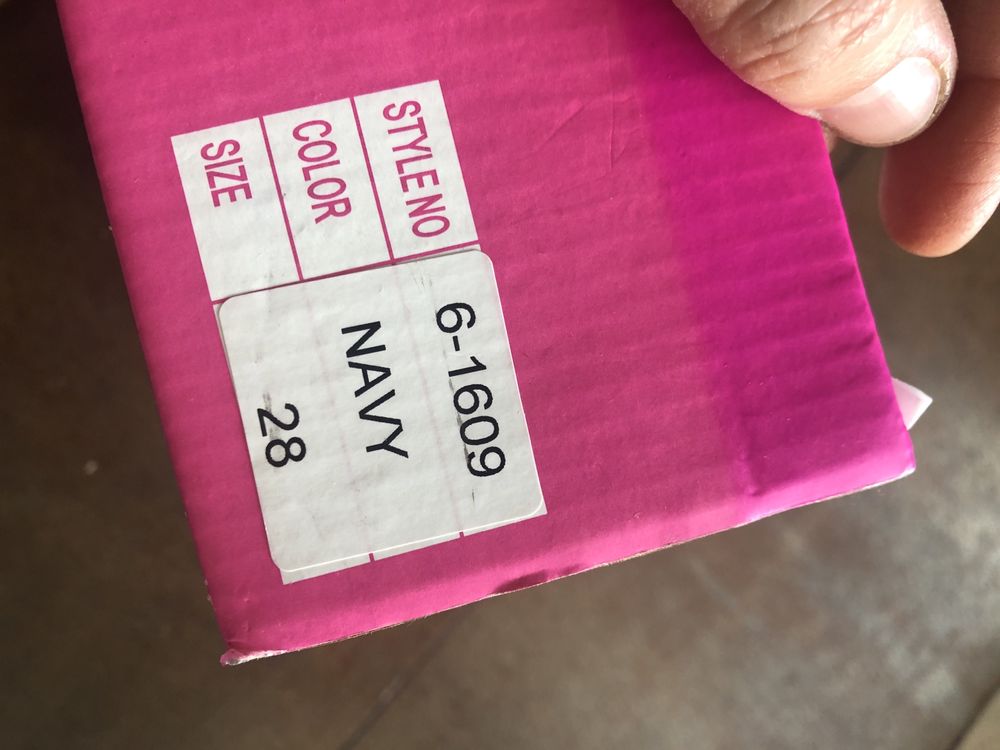 STYLE NO 6-1609
COLOR NAVY
SIZE 28